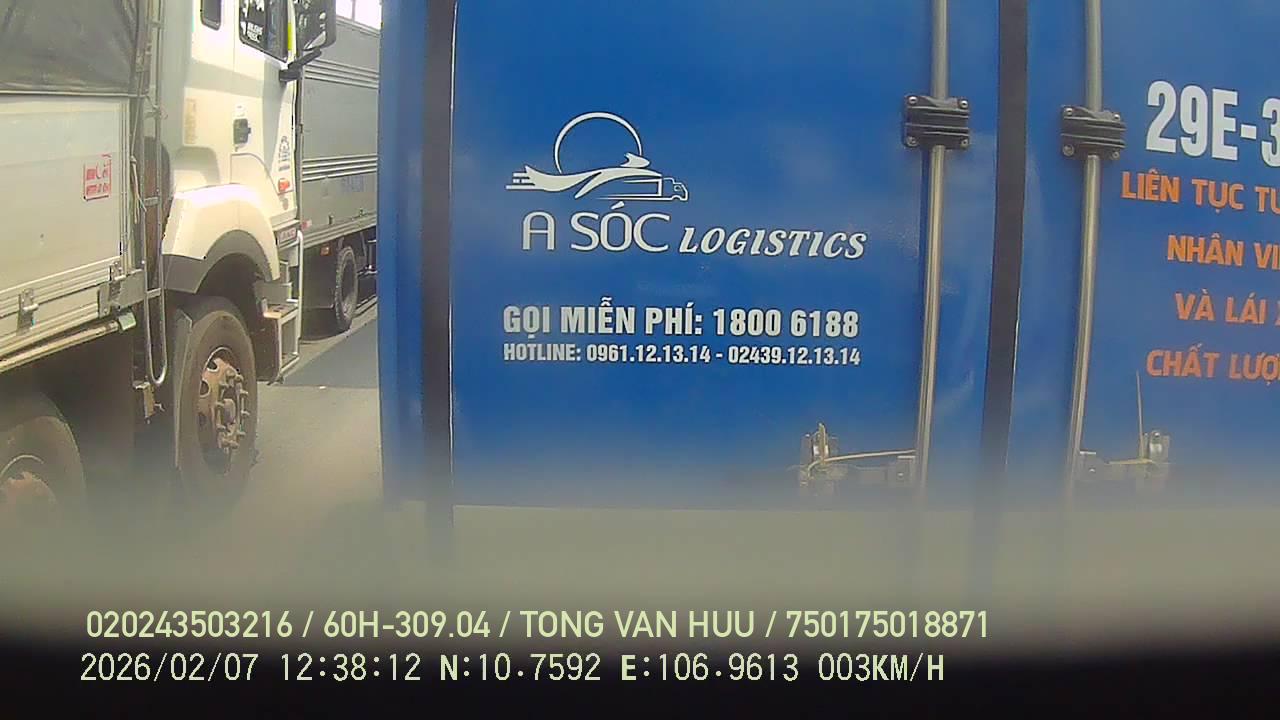 A SÓC LOGISTICS
GỌI MIỄN PHÍ: 1800 6188
HOTLINE: 0961.12.13.14 - 02439.12.13.14
29E-3
LIÊN TỤC TU
NHÂN VI
VÀ LÁI
CHẤT LƯỢ
020243503216 / 60H-309.04 / TONG VAN HUU / 750175018871
2026/02/07 12:38:12 N:10.7592 E:106.9613 003KM/H